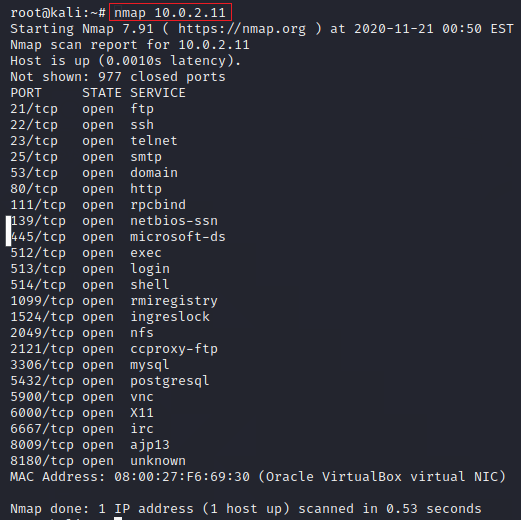 root@kali:~# nmap 10.0.2.11
Starting Nmap 7.91 ( https://nmap.org ) at 2020-11-21 00:50 EST
Nmap scan report for 10.0.2.11
Host is up (0.0010s latency).
Not shown: 977 closed ports
PORT     STATE SERVICE
21/tcp   open  ftp
22/tcp   open  ssh
23/tcp   open  telnet
25/tcp   open  smtp
53/tcp   open  domain
80/tcp   open  http
111/tcp  open  rpcbind
139/tcp  open  netbios-ssn
445/tcp  open  microsoft-ds
512/tcp  open  exec
513/tcp  open  login
514/tcp  open  shell
1099/tcp open  rmiregistry
1524/tcp open  ingreslock
2049/tcp open  nfs
2121/tcp open  ccproxy-ftp
3306/tcp open  mysql
5432/tcp open  postgresql
5900/tcp open  vnc
6000/tcp open  X11
6667/tcp open  irc
8009/tcp open  ajp13
8180/tcp open  unknown
MAC Address: 08:00:27:F6:69:30 (Oracle VirtualBox virtual NIC)
Nmap done: 1 IP address (1 host up) scanned in 0.53 seconds